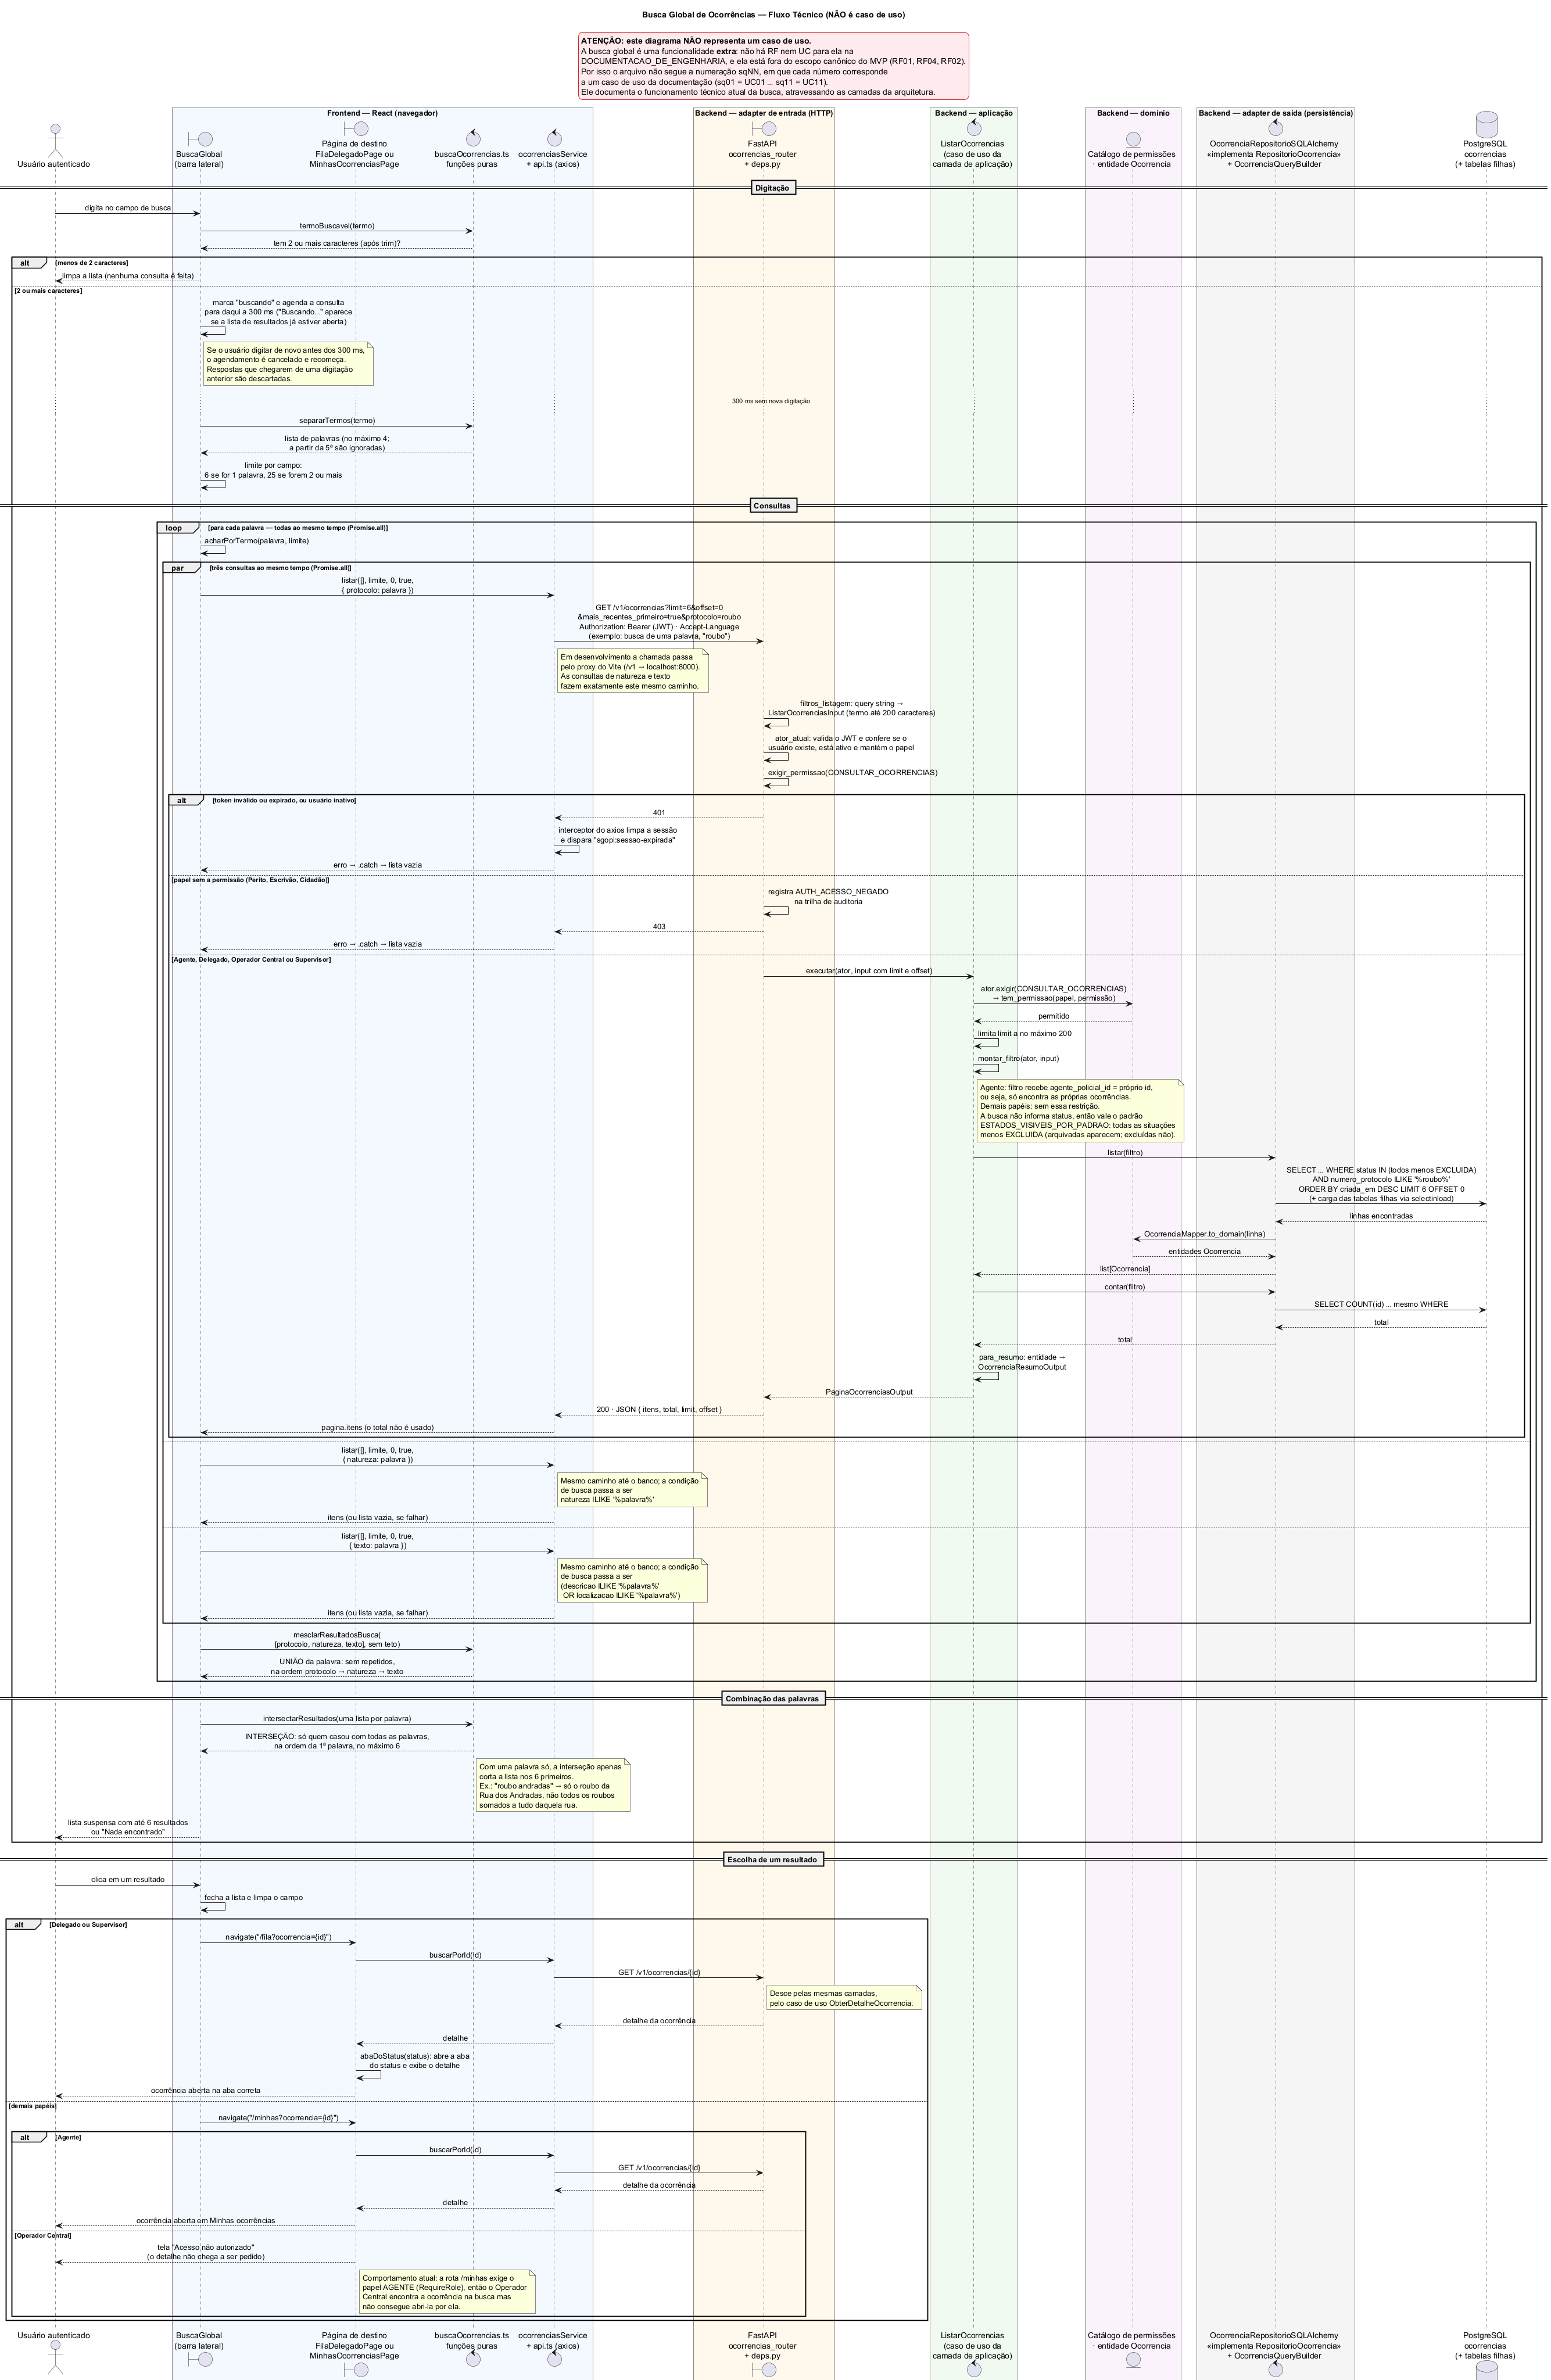 Busca Global de Ocorrências — Fluxo Técnico (NÃO é caso de uso)
ATENÇÃO: este diagrama NÃO representa um caso de uso.
A busca global é uma funcionalidade extra: não há RF nem UC para ela na
DOCUMENTACAO_DE_ENGENHARIA, e ela está fora do escopo canônico do MVP (RF01, RF04, RF02).
Por isso o arquivo não segue a numeração sqNN, em que cada número corresponde
a um caso de uso da documentação (sq01 = UC01 ... sq11 = UC11).
Ele documenta o funcionamento técnico atual da busca, atravessando as camadas da arquitetura.
Frontend — React (navegador)
Backend — adapter de entrada (HTTP)
Backend — aplicação
Backend — domínio
Backend — adapter de saída (persistência)
Usuário autenticado
BuscaGlobal
(barra lateral)
Página de destino
FilaDelegadoPage ou
MinhasOcorrenciasPage
buscaOcorrencias.ts
funções puras
ocorrenciasService
+ api.ts (axios)
FastAPI
ocorrencias_router
+ deps.py
ListarOcorrencias
(caso de uso da
camada de aplicação)
Catálogo de permissões
· entidade Ocorrencia
OcorrenciaRepositorioSQLAlchemy
«implementa RepositorioOcorrencia»
+ OcorrenciaQueryBuilder
PostgreSQL
ocorrencias
(+ tabelas filhas)
Digitação
digita no campo de busca
termoBuscavel(termo)
tem 2 ou mais caracteres (após trim)?
alt [menos de 2 caracteres]
limpa a lista (nenhuma consulta é feita)
[2 ou mais caracteres]
marca "buscando" e agenda a consulta
para daqui a 300 ms ("Buscando..." aparece
se a lista de resultados já estiver aberta)
Se o usuário digitar de novo antes dos 300 ms,
o agendamento é cancelado e recomeça.
Respostas que chegarem de uma digitação
anterior são descartadas.
300 ms sem nova digitação
separarTermos(termo)
lista de palavras (no máximo 4;
a partir da 5ª são ignoradas)
limite por campo:
6 se for 1 palavra, 25 se forem 2 ou mais
Consultas
loop [para cada palavra — todas ao mesmo tempo (Promise.all)]
acharPorTermo(palavra, limite)
par [três consultas ao mesmo tempo (Promise.all)]
listar([], limite, 0, true,
{ protocolo: palavra })
GET /v1/ocorrencias?limit=6&offset=0
&mais_recentes_primeiro=true&protocolo=roubo
Authorization: Bearer (JWT) · Accept-Language
(exemplo: busca de uma palavra, "roubo")
Em desenvolvimento a chamada passa
pelo proxy do Vite (/v1 → localhost:8000).
As consultas de natureza e texto
fazem exatamente este mesmo caminho.
filtros_listagem: query string →
ListarOcorrenciasInput (termo até 200 caracteres)
ator_atual: valida o JWT e confere se o
usuário existe, está ativo e mantém o papel
exigir_permissao(CONSULTAR_OCORRENCIAS)
alt [token inválido ou expirado, ou usuário inativo]
401
interceptor do axios limpa a sessão
e dispara "sgopi:sessao-expirada"
erro → .catch → lista vazia
[papel sem a permissão (Perito, Escrivão, Cidadão)]
registra AUTH_ACESSO_NEGADO
na trilha de auditoria
403
erro → .catch → lista vazia
[Agente, Delegado, Operador Central ou Supervisor]
executar(ator, input com limit e offset)
ator.exigir(CONSULTAR_OCORRENCIAS)
→ tem_permissao(papel, permissão)
permitido
limita limit a no máximo 200
montar_filtro(ator, input)
Agente: filtro recebe agente_policial_id = próprio id,
ou seja, só encontra as próprias ocorrências.
Demais papéis: sem essa restrição.
A busca não informa status, então vale o padrão
ESTADOS_VISIVEIS_POR_PADRAO: todas as situações
menos EXCLUIDA (arquivadas aparecem; excluídas não).
listar(filtro)
SELECT ... WHERE status IN (todos menos EXCLUIDA)
AND numero_protocolo ILIKE '%roubo%'
ORDER BY criada_em DESC LIMIT 6 OFFSET 0
(+ carga das tabelas filhas via selectinload)
linhas encontradas
OcorrenciaMapper.to_domain(linha)
entidades Ocorrencia
list[Ocorrencia]
contar(filtro)
SELECT COUNT(id) ... mesmo WHERE
total
total
para_resumo: entidade →
OcorrenciaResumoOutput
PaginaOcorrenciasOutput
200 · JSON { itens, total, limit, offset }
pagina.itens (o total não é usado)
listar([], limite, 0, true,
{ natureza: palavra })
Mesmo caminho até o banco; a condição
de busca passa a ser
natureza ILIKE '%palavra%'
itens (ou lista vazia, se falhar)
listar([], limite, 0, true,
{ texto: palavra })
Mesmo caminho até o banco; a condição
de busca passa a ser
(descricao ILIKE '%palavra%'
OR localizacao ILIKE '%palavra%')
itens (ou lista vazia, se falhar)
mesclarResultadosBusca(
[protocolo, natureza, texto], sem teto)
UNIÃO da palavra: sem repetidos,
na ordem protocolo → natureza → texto
Combinação das palavras
intersectarResultados(uma lista por palavra)
INTERSEÇÃO: só quem casou com todas as palavras,
na ordem da 1ª palavra, no máximo 6
Com uma palavra só, a interseção apenas
corta a lista nos 6 primeiros.
Ex.: "roubo andradas" → só o roubo da
Rua dos Andradas, não todos os roubos
somados a tudo daquela rua.
lista suspensa com até 6 resultados
ou "Nada encontrado"
Escolha de um resultado
clica em um resultado
fecha a lista e limpa o campo
alt [Delegado ou Supervisor]
navigate("/fila?ocorrencia={id}")
buscarPorId(id)
GET /v1/ocorrencias/{id}
Desce pelas mesmas camadas,
pelo caso de uso ObterDetalheOcorrencia.
detalhe da ocorrência
detalhe
abaDoStatus(status): abre a aba
do status e exibe o detalhe
ocorrência aberta na aba correta
[demais papéis]
navigate("/minhas?ocorrencia={id}")
alt [Agente]
buscarPorId(id)
GET /v1/ocorrencias/{id}
detalhe da ocorrência
detalhe
ocorrência aberta em Minhas ocorrências
[Operador Central]
tela "Acesso não autorizado"
(o detalhe não chega a ser pedido)
Comportamento atual: a rota /minhas exige o
papel AGENTE (RequireRole), então o Operador
Central encontra a ocorrência na busca mas
não consegue abri-la por ela.
Usuário autenticado
BuscaGlobal
(barra lateral)
Página de destino
FilaDelegadoPage ou
MinhasOcorrenciasPage
buscaOcorrencias.ts
funções puras
ocorrenciasService
+ api.ts (axios)
FastAPI
ocorrencias_router
+ deps.py
ListarOcorrencias
(caso de uso da
camada de aplicação)
Catálogo de permissões
· entidade Ocorrencia
OcorrenciaRepositorioSQLAlchemy
«implementa RepositorioOcorrencia»
+ OcorrenciaQueryBuilder
PostgreSQL
ocorrencias
(+ tabelas filhas)